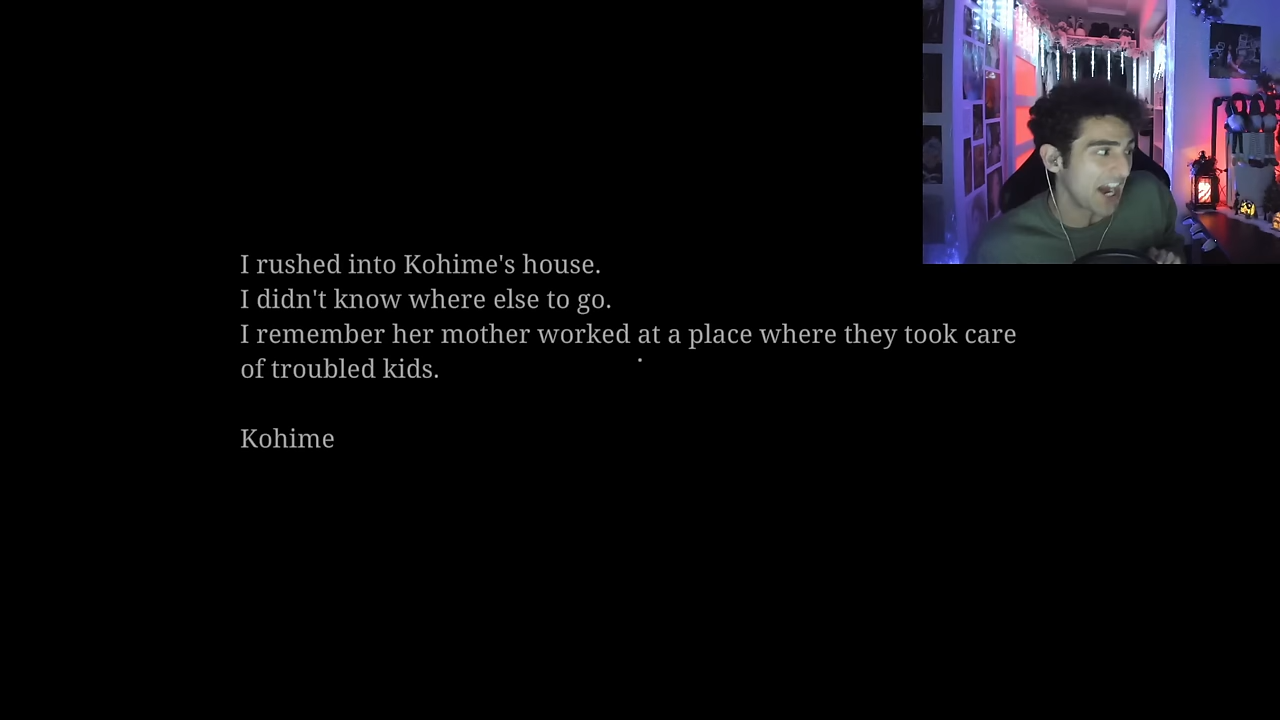 I rushed into Kohime's house.
I didn't know where else to go.
I remember her mother worked at a place where they took care
of troubled kids.
Kohime